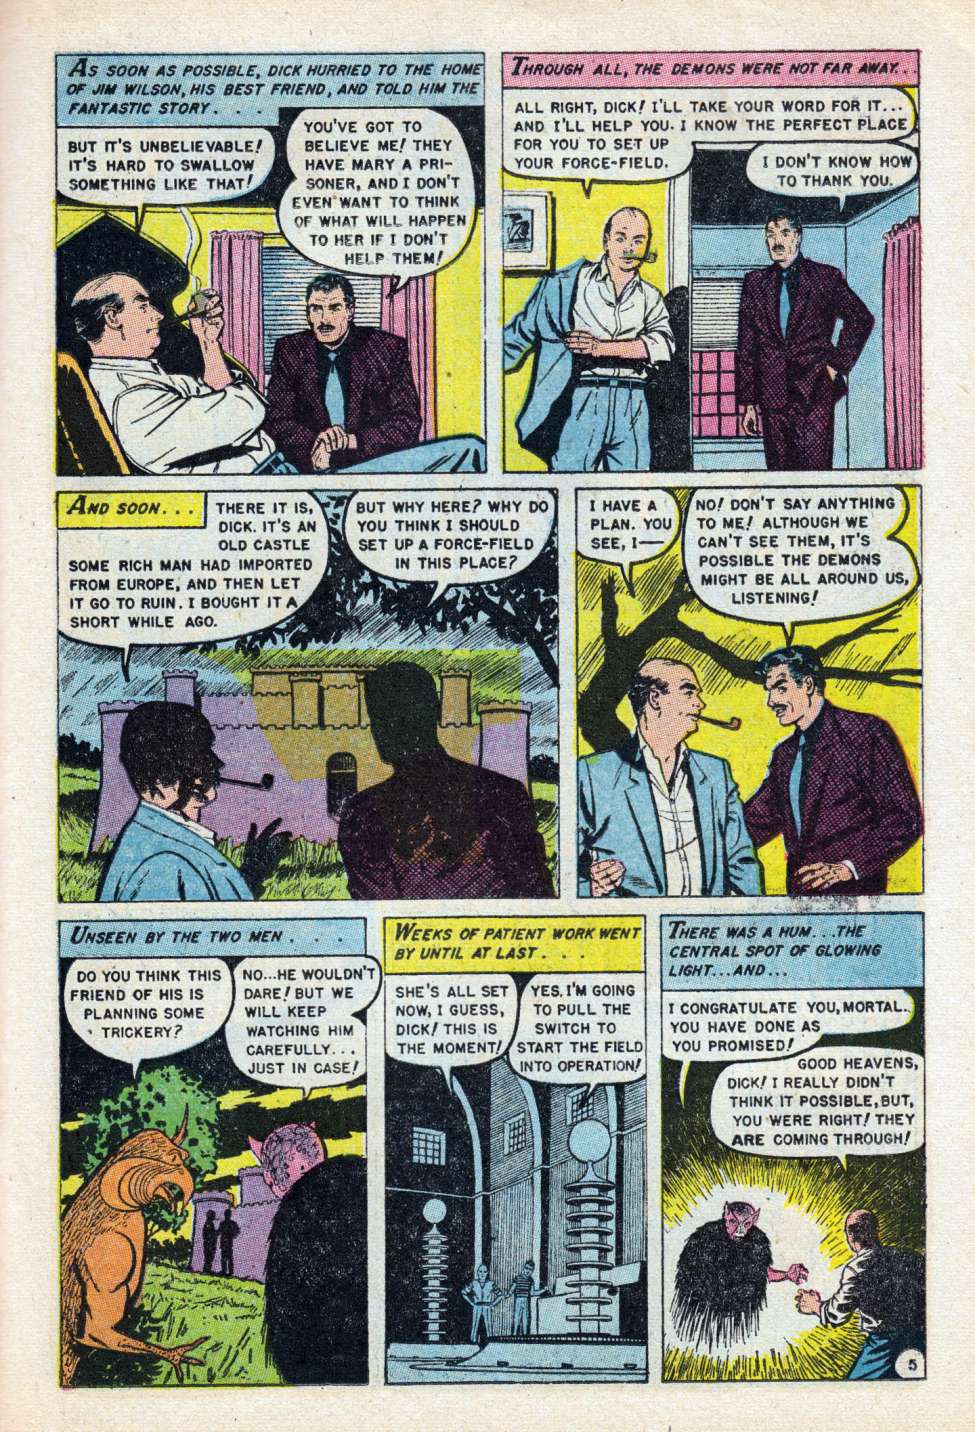 AS SOON AS POSSIBLE, DICK HURRIED TO THE HOME
OF JIM WILSON, HIS BEST FRIEND, AND TOLD HIM THE
FANTASTIC STORY. . . .
BUT IT'S UNBELIEVABLE!
IT'S HARD TO SWALLOW
SOMETHING LIKE THAT!
YOU'VE GOT TO
BELIEVE ME! THEY
HAVE MARY A PRI-
SONER, AND I DON'T
EVEN WANT TO THINK
OF WHAT WILL HAPPEN
TO HER IF I DON'T
HELP THEM!
THROUGH ALL, THE DEMONS WERE NOT FAR AWAY...
ALL RIGHT, DICK! I'LL TAKE YOUR WORD FOR IT...
AND I'LL HELP YOU. I KNOW THE PERFECT PLACE
FOR YOU TO SET UP
YOUR FORCE-FIELD.
I DON'T KNOW HOW
TO THANK YOU.
AND SOON. . .
THERE IT IS,
DICK. IT'S AN
OLD CASTLE
SOME RICH MAN HAD IMPORTED
FROM EUROPE, AND THEN LET
IT GO TO RUIN. I BOUGHT IT A
SHORT WHILE AGO.
BUT WHY HERE? WHY DO
YOU THINK I SHOULD
SET UP A FORCE-FIELD
IN THIS PLACE?
I HAVE A
PLAN. YOU
SEE, I—
NO! DON'T SAY ANYTHING
TO ME! ALTHOUGH WE
CAN'T SEE THEM, IT'S
POSSIBLE THE DEMONS
MIGHT BE ALL AROUND US,
LISTENING!
UNSEEN BY THE TWO MEN . . . .
DO YOU THINK THIS
FRIEND OF HIS IS
PLANNING SOME
TRICKERY?
NO...HE WOULDN'T
DARE! BUT WE
WILL KEEP
WATCHING HIM
CAREFULLY...
JUST IN CASE!
WEEKS OF PATIENT WORK WENT
BY UNTIL AT LAST. . . .
SHE'S ALL SET
NOW, I GUESS,
DICK! THIS IS
THE MOMENT!
YES, I'M GOING
TO PULL THE
SWITCH TO
START THE FIELD
INTO OPERATION!
THERE WAS A HUM...THE
CENTRAL SPOT OF GLOWING
LIGHT...AND...
I CONGRATULATE YOU, MORTAL.
YOU HAVE DONE AS
YOU PROMISED!
GOOD HEAVENS,
DICK! I REALLY DIDN'T
THINK IT POSSIBLE, BUT,
YOU WERE RIGHT! THEY
ARE COMING THROUGH!
5